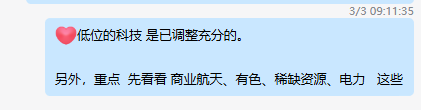 3/3 09:11:35
❤低位的科技 是已调整充分的。
另外，重点  先看看 商业航天、有色、稀缺资源、电力   这些